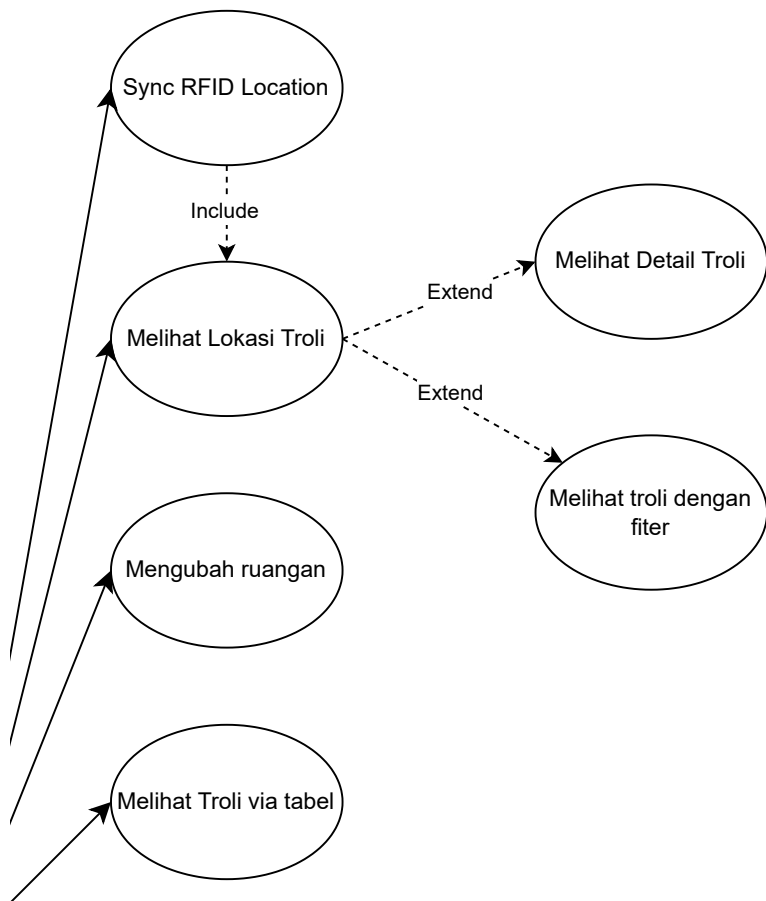 Sync RFID Location
Include
Melihat Lokasi Troli
Extend
Melihat Detail Troli
Extend
Melihat troli dengan
fiter
Mengubah ruangan
Melihat Troli via tabel